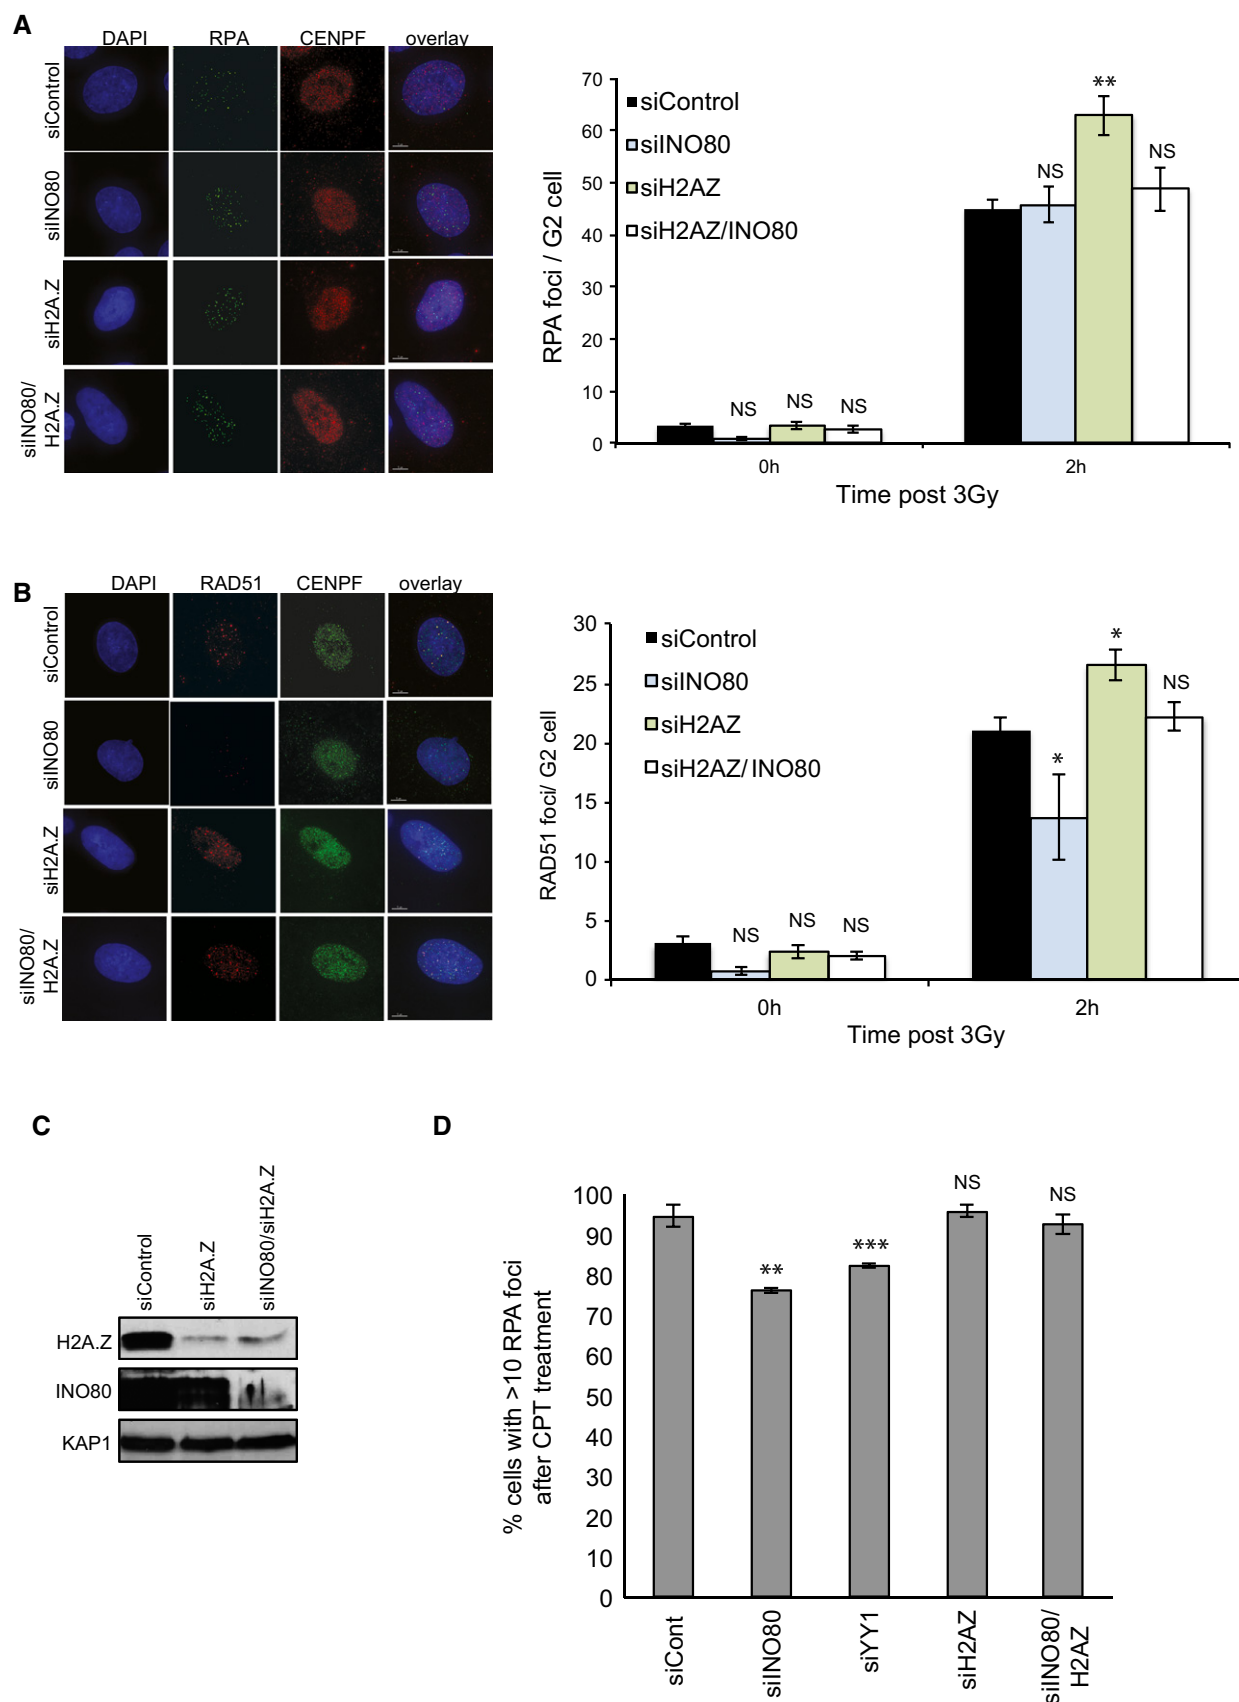 A
DAPI RPA CENPF overlay
siControl
siINO80
siH2A.Z
siINO80/
H2A.Z
RPA foci / G2 cell
70
60
50
40
30
20
10
0
siControl
siINO80
siH2AZ
siH2AZ/INO80
NS
NS
NS
NS
**
NS
0h
2h
Time post 3Gy
B
DAPI RAD51 CENPF overlay
siControl
siINO80
siH2A.Z
siINO80/
H2A.Z
RAD51 foci/ G2 cell
30
25
20
15
10
5
0
siControl
siINO80
siH2AZ
siH2AZ/ INO80
NS
NS
NS
*
*
NS
0h
2h
Time post 3Gy
C
siControl
siH2A.Z
siINO80/siH2A.Z
H2A.Z
INO80
KAP1
D
% cells with >10 RPA foci
after CPT treatment
100
90
80
70
60
50
40
30
20
10
0
**
***
NS
NS
siCont
siINO80
siYY1
siH2AZ
siINO80/
H2AZ